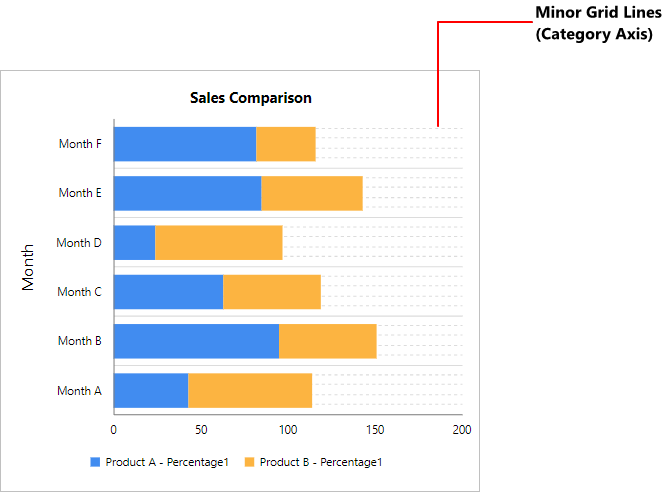 Minor Grid Lines
(Category Axis)
Sales Comparison
Month F
Month E
Month D
Month C
Month B
Month A
Month
0 50 100 150 200
Product A - Percentage1 Product B - Percentage1